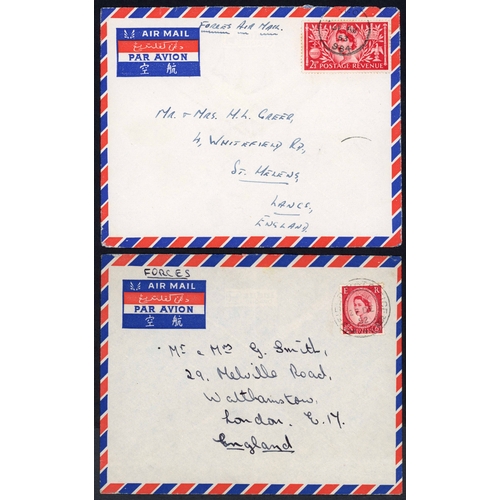 AIR MAIL
PAR AVION
空 航
FORCES AIR MAIL.
2½D POSTAGE REVENUE
MR & MRS. H.L. GREER,
4, WHITEFIELD RD,
ST. HELENS,
LANCS,
ENGLAND.
FORCES
AIR MAIL
PAR AVION
空 航
E R
Mr & Mrs G. Smith,
29, Melville Road,
Walthamstow,
London E.17.
England